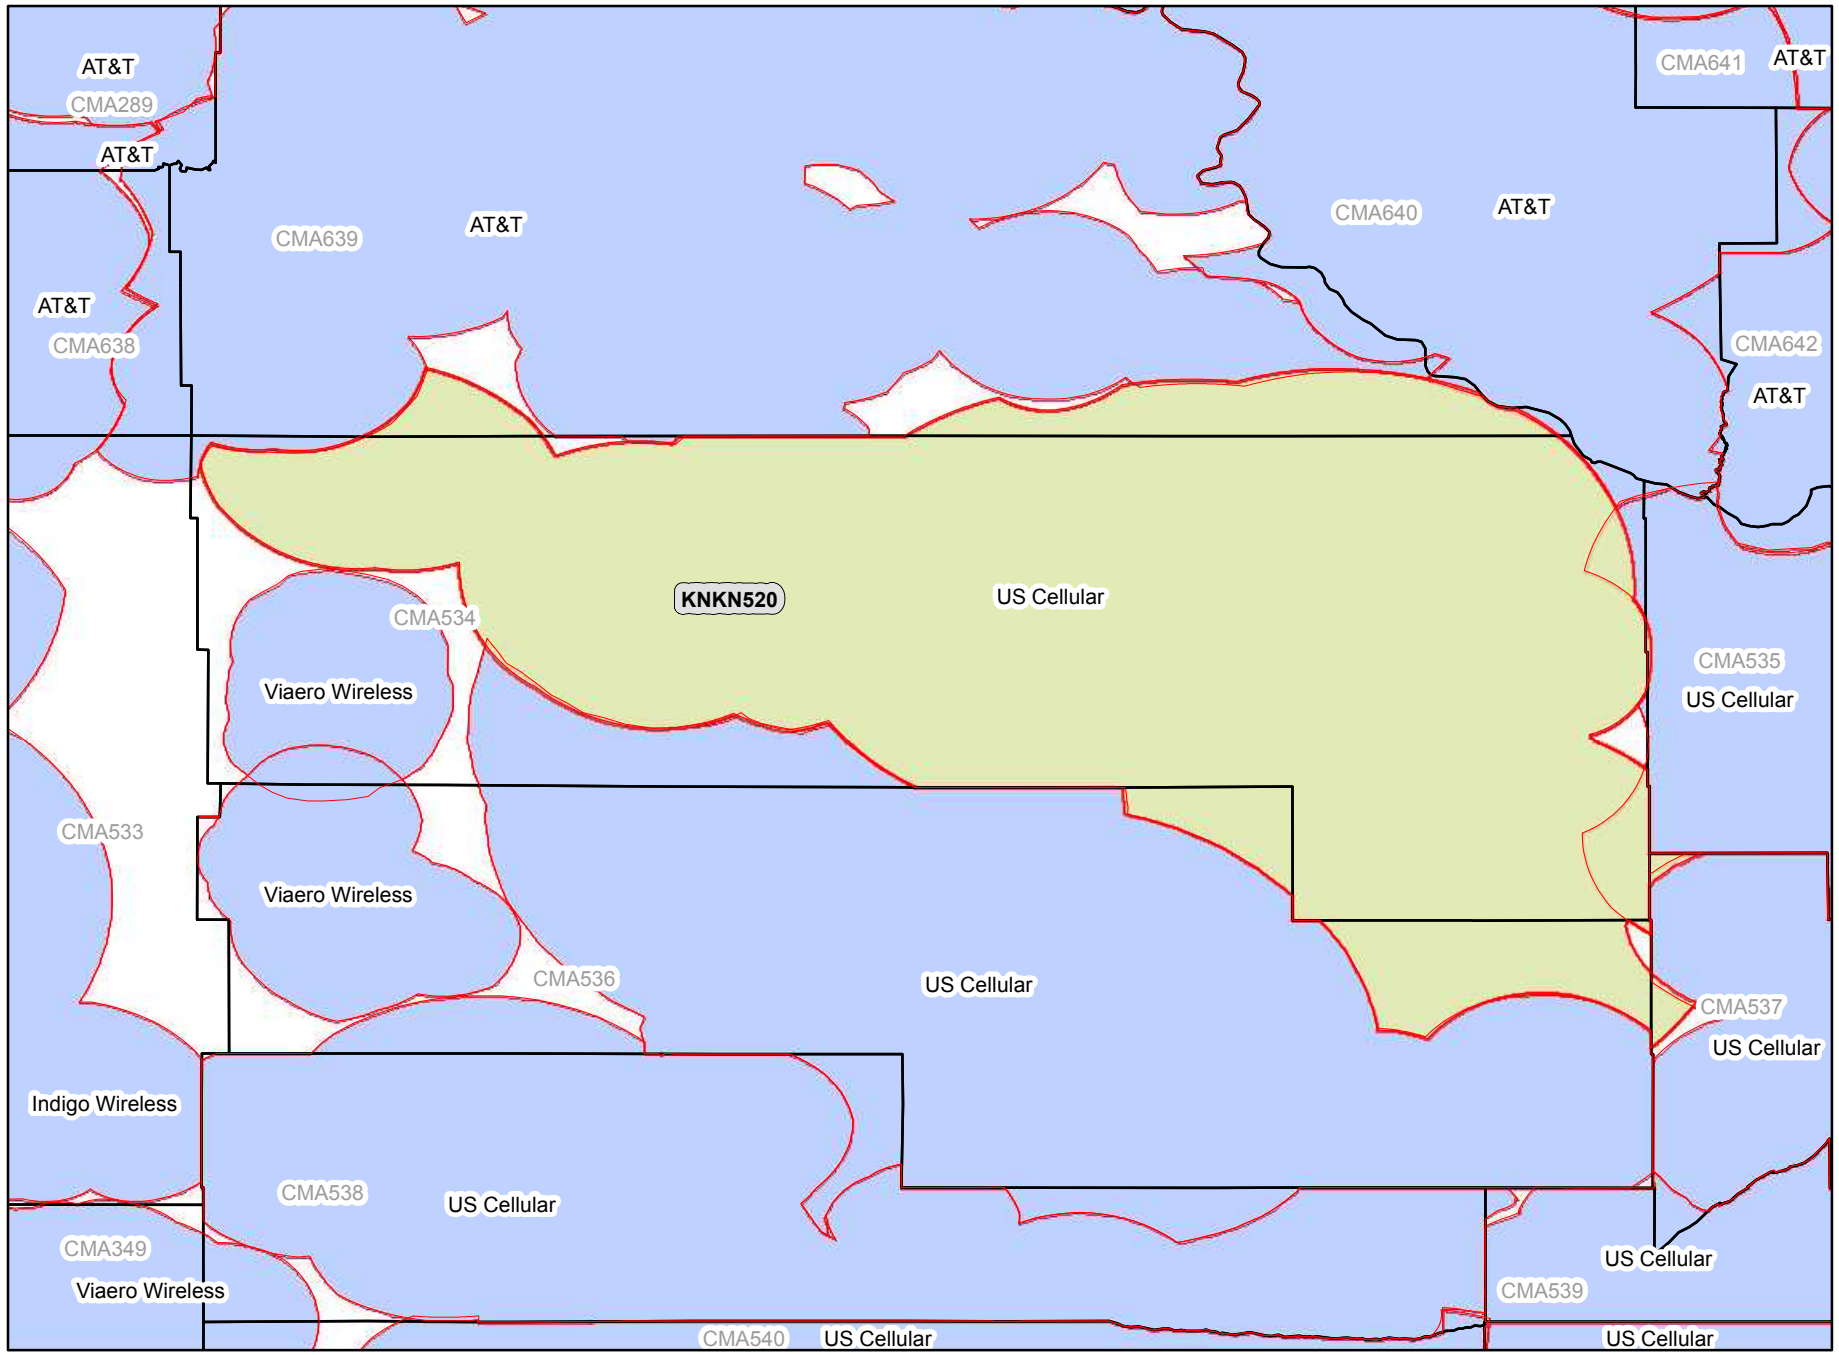 AT&T
CMA289
AT&T
CMA641
AT&T
CMA639
AT&T
CMA640
AT&T
AT&T
CMA638
CMA642
AT&T
KNKN520
US Cellular
CMA534
Viaero Wireless
CMA535
US Cellular
CMA533
Viaero Wireless
CMA536
US Cellular
CMA537
US Cellular
Indigo Wireless
CMA538
US Cellular
CMA349
Viaero Wireless
US Cellular
CMA539
CMA540
US Cellular
US Cellular